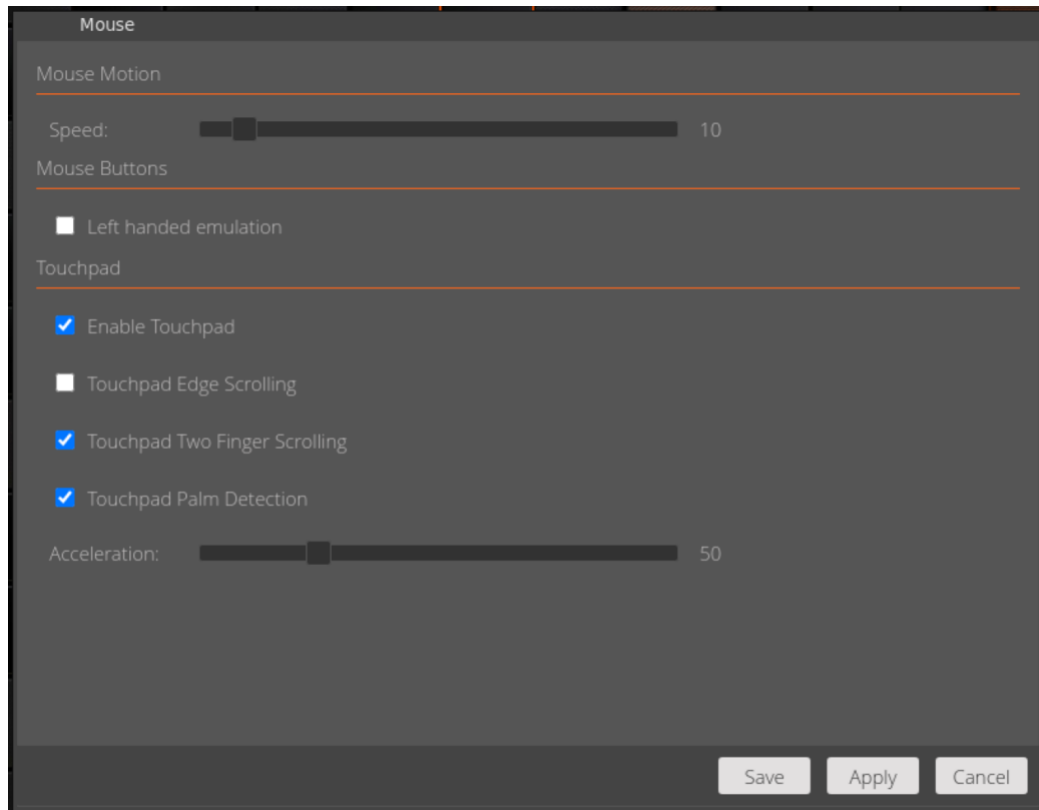 Mouse
Mouse Motion
Speed: 10
Mouse Buttons
Left handed emulation
Touchpad
Enable Touchpad
Touchpad Edge Scrolling
Touchpad Two Finger Scrolling
Touchpad Palm Detection
Acceleration: 50
Save Apply Cancel